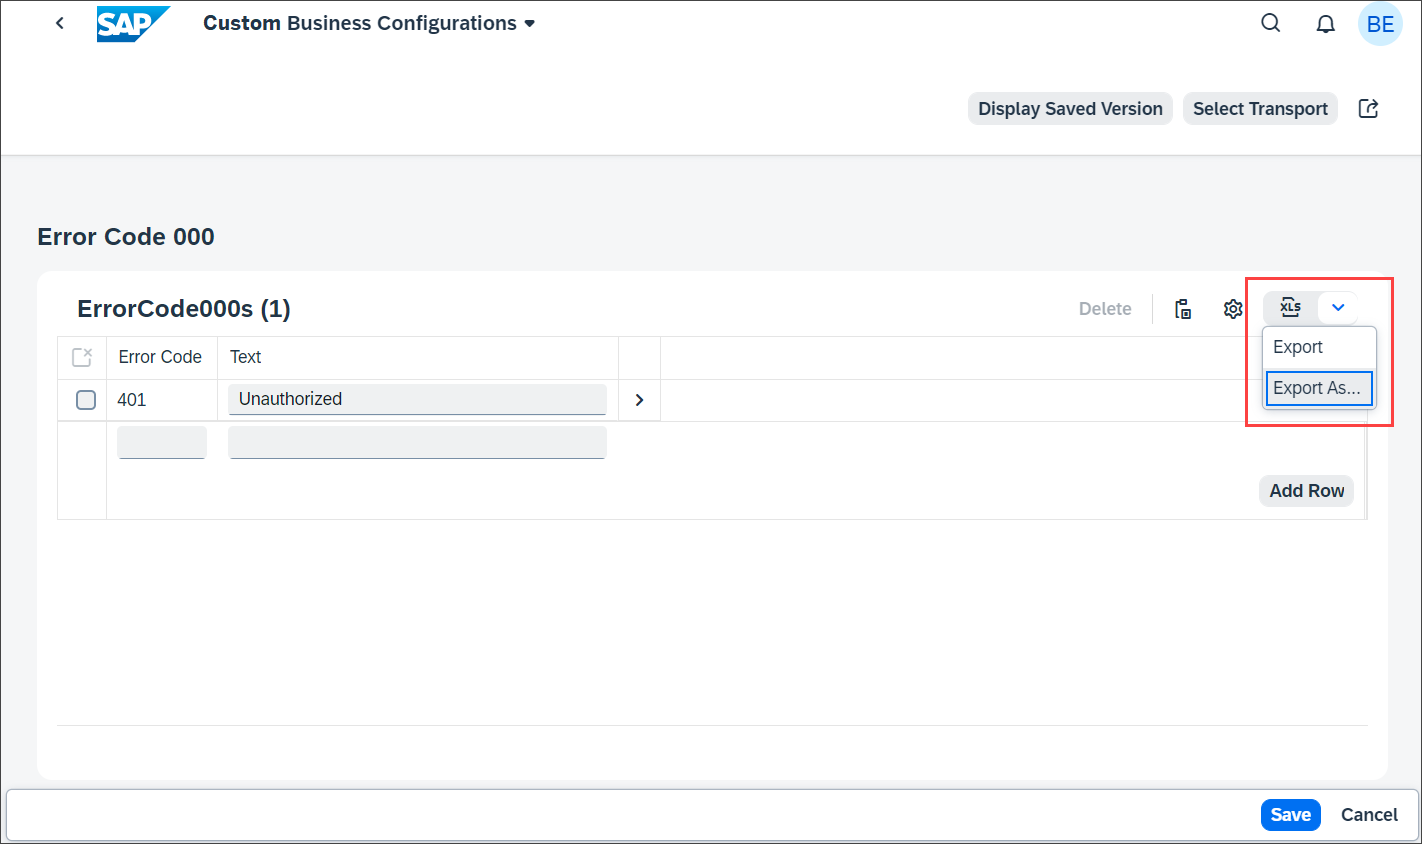 SAP Custom Business Configurations
BE
Display Saved Version Select Transport
Error Code 000
ErrorCode000s (1)
Delete
XLS
Export
Export As...
Error Code Text
401 Unauthorized
Add Row
Save Cancel